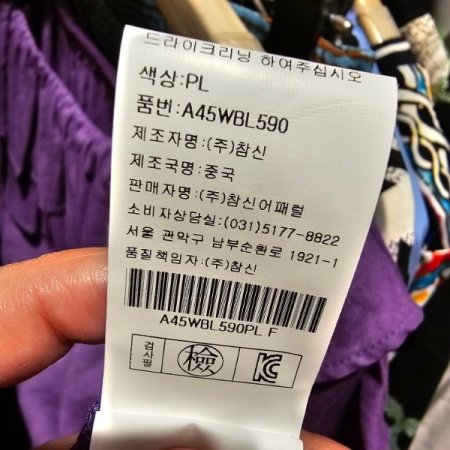 드라이크리닝 하여주십시오
색상:PL
품번:A45WBL590
제조자명:(주)참신
제조국명:중국
판매자명:(주)참신어패럴
소비자상담실:(031)5177-8822
서울 관악구 남부순환로 1921-1
품질책임자:(주)참신
A45WBL590PL F
검사필
檢
KC